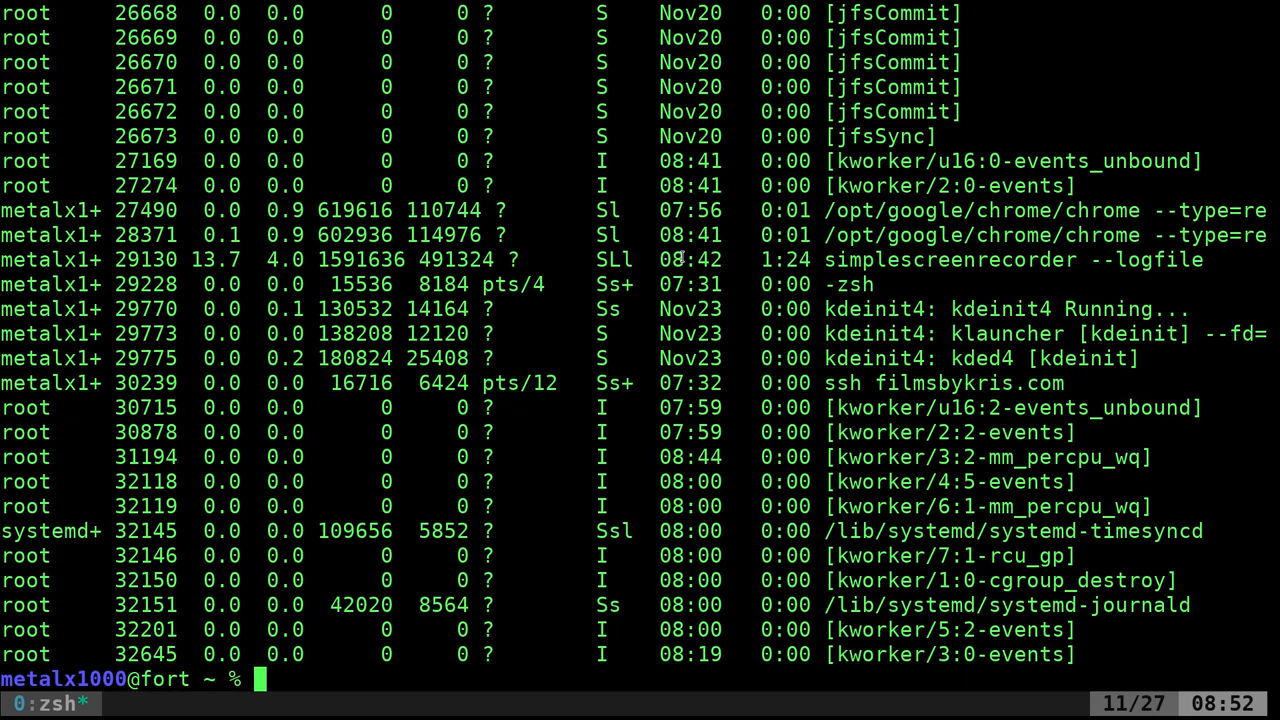 root     26668  0.0  0.0      0     0 ?        S    Nov20   0:00 [jfsCommit]
root     26669  0.0  0.0      0     0 ?        S    Nov20   0:00 [jfsCommit]
root     26670  0.0  0.0      0     0 ?        S    Nov20   0:00 [jfsCommit]
root     26671  0.0  0.0      0     0 ?        S    Nov20   0:00 [jfsCommit]
root     26672  0.0  0.0      0     0 ?        S    Nov20   0:00 [jfsCommit]
root     26673  0.0  0.0      0     0 ?        S    Nov20   0:00 [jfsSync]
root     27169  0.0  0.0      0     0 ?        I    08:41   0:00 [kworker/u16:0-events_unbound]
root     27274  0.0  0.0      0     0 ?        I    08:41   0:00 [kworker/2:0-events]
metalx1+ 27490  0.0  0.9 619616 110744 ?       Sl   07:56   0:01 /opt/google/chrome/chrome --type=re
metalx1+ 28371  0.1  0.9 602936 114976 ?       Sl   08:41   0:01 /opt/google/chrome/chrome --type=re
metalx1+ 29130 13.7  4.0 1591636 491324 ?      SLl  08:42   1:24 simplescreenrecorder --logfile
metalx1+ 29228  0.0  0.0  15536  8184 pts/4    Ss+  07:31   0:00 -zsh
metalx1+ 29770  0.0  0.1 130532 14164 ?        Ss   Nov23   0:00 kdeinit4: kdeinit4 Running...
metalx1+ 29773  0.0  0.0 138208 12120 ?        S    Nov23   0:00 kdeinit4: klauncher [kdeinit] --fd=
metalx1+ 29775  0.0  0.2 180824 25408 ?        S    Nov23   0:00 kdeinit4: kded4 [kdeinit]
metalx1+ 30239  0.0  0.0  16716  6424 pts/12   Ss+  07:32   0:00 ssh filmsbykris.com
root     30715  0.0  0.0      0     0 ?        I    07:59   0:00 [kworker/u16:2-events_unbound]
root     30878  0.0  0.0      0     0 ?        I    07:59   0:00 [kworker/2:2-events]
root     31194  0.0  0.0      0     0 ?        I    08:44   0:00 [kworker/3:2-mm_percpu_wq]
root     32118  0.0  0.0      0     0 ?        I    08:00   0:00 [kworker/4:5-events]
root     32119  0.0  0.0      0     0 ?        I    08:00   0:00 [kworker/6:1-mm_percpu_wq]
systemd+ 32145  0.0  0.0 109656  5852 ?        Ssl  08:00   0:00 /lib/systemd/systemd-timesyncd
root     32146  0.0  0.0      0     0 ?        I    08:00   0:00 [kworker/7:1-rcu_gp]
root     32150  0.0  0.0      0     0 ?        I    08:00   0:00 [kworker/1:0-cgroup_destroy]
root     32151  0.0  0.0  42020  8564 ?        Ss   08:00   0:00 /lib/systemd/systemd-journald
root     32201  0.0  0.0      0     0 ?        I    08:00   0:00 [kworker/5:2-events]
root     32645  0.0  0.0      0     0 ?        I    08:19   0:00 [kworker/3:0-events]
metalx1000@fort ~ %
0:zsh* 11/27 08:52